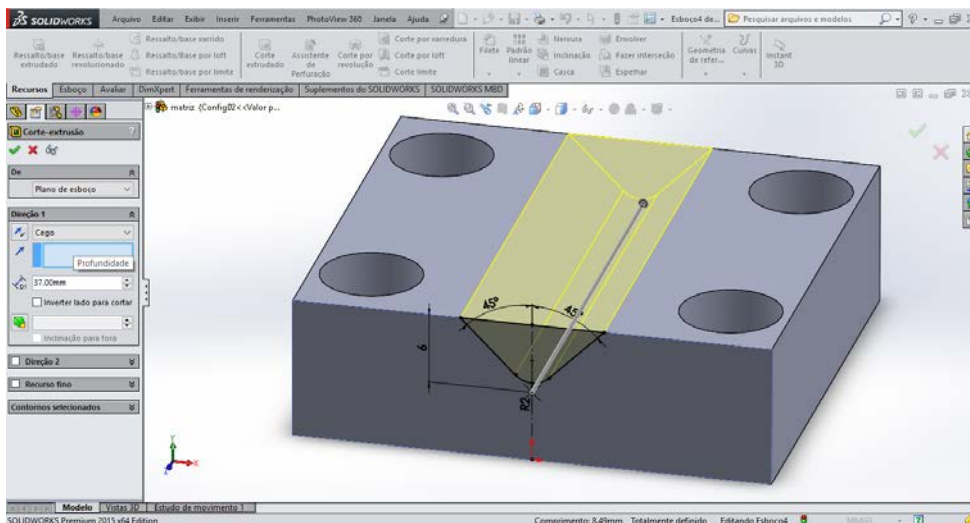 SOLIDWORKS Arquivo Editar Exibir Inserir Ferramentas PhotoView 360 Janela Ajuda Esboço4 de... Pesquisar arquivos e modelos
Ressalto/base extrudado
Ressalto/base revolucionado
Ressalto/base varrido
Ressalto/base por loft
Ressalto/base por limite
Corte extrudado
Assistente de Perfuração
Corte por revolução
Corte por varredura
Corte por loft
Corte limite
Filete
Padrão linear
Nervura
Inclinação
Casca
Envolver
Fazer interseção
Espelhar
Geometria de refer...
Curvas
Instant 3D
Recursos Esboço Avaliar DimXpert Ferramentas de renderização Suplementos do SOLIDWORKS SOLIDWORKS MBD
matriz (Config02<<Valor p...
Corte-extrusão ?
De
Plano de esboço
Direção 1
Cego
Profundidade
37.00mm
Inverter lado para cortar
Inclinação para fora
Direção 2
Recurso fino
Contornos selecionados
45°
45°
6
R2
Y
X
Modelo Vistas 3D Estudo de movimento 1
SOLIDWORKS Premium 2015 x64 Edition Comprimento: 8.49mm Totalmente definido Editando Esboço4 MMGS